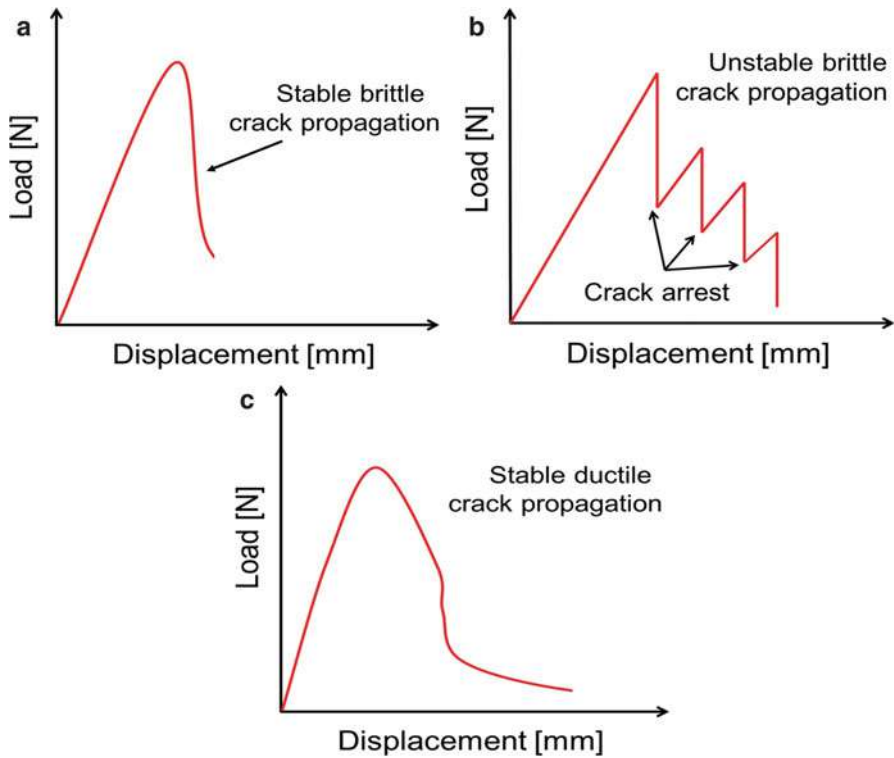 a
Stable brittle
crack propagation
Load [N]
Displacement [mm]
b
Unstable brittle
crack propagation
Crack arrest
Load [N]
Displacement [mm]
c
Stable ductile
crack propagation
Load [N]
Displacement [mm]